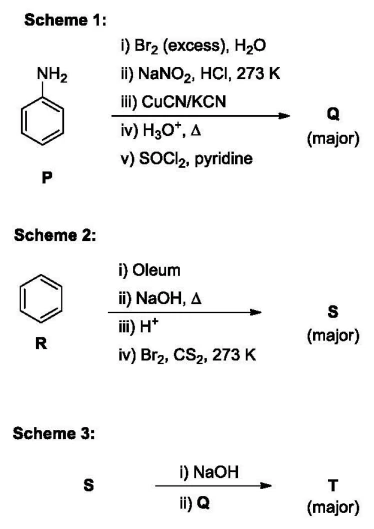 Scheme 1:
i) Br₂ (excess), H₂O
NH₂
ii) NaNO₂, HCl, 273 K
iii) CuCN/KCN
Q
iv) H₃O⁺, Δ
(major)
v) SOCl₂, pyridine
P
Scheme 2:
i) Oleum
ii) NaOH, Δ
S
iii) H⁺
(major)
R
iv) Br₂, CS₂, 273 K
Scheme 3:
i) NaOH
S
T
ii) Q
(major)